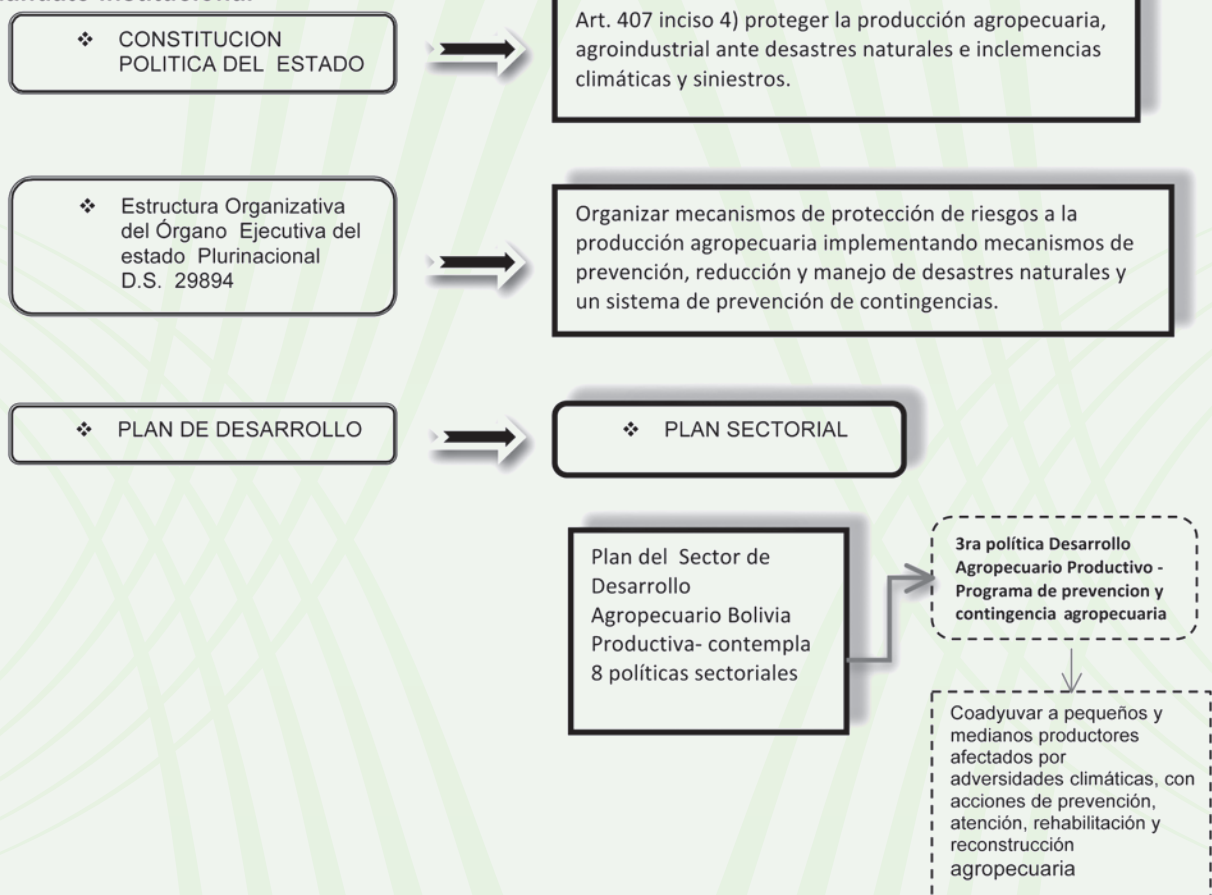 ❖ CONSTITUCION
POLITICA DEL ESTADO
Art. 407 inciso 4) proteger la producción agropecuaria,
agroindustrial ante desastres naturales e inclemencias
climáticas y siniestros.
❖ Estructura Organizativa
del Órgano Ejecutiva del
estado Plurinacional
D.S. 29894
Organizar mecanismos de protección de riesgos a la
producción agropecuaria implementando mecanismos de
prevención, reducción y manejo de desastres naturales y
un sistema de prevención de contingencias.
❖ PLAN DE DESARROLLO
❖ PLAN SECTORIAL
Plan del Sector de
Desarrollo
Agropecuario Bolivia
Productiva- contempla
8 políticas sectoriales
3ra política Desarrollo
Agropecuario Productivo -
Programa de prevencion y
contingencia agropecuaria
Coadyuvar a pequeños y
medianos productores
afectados por
adversidades climáticas, con
acciones de prevención,
atención, rehabilitación y
reconstrucción
agropecuaria